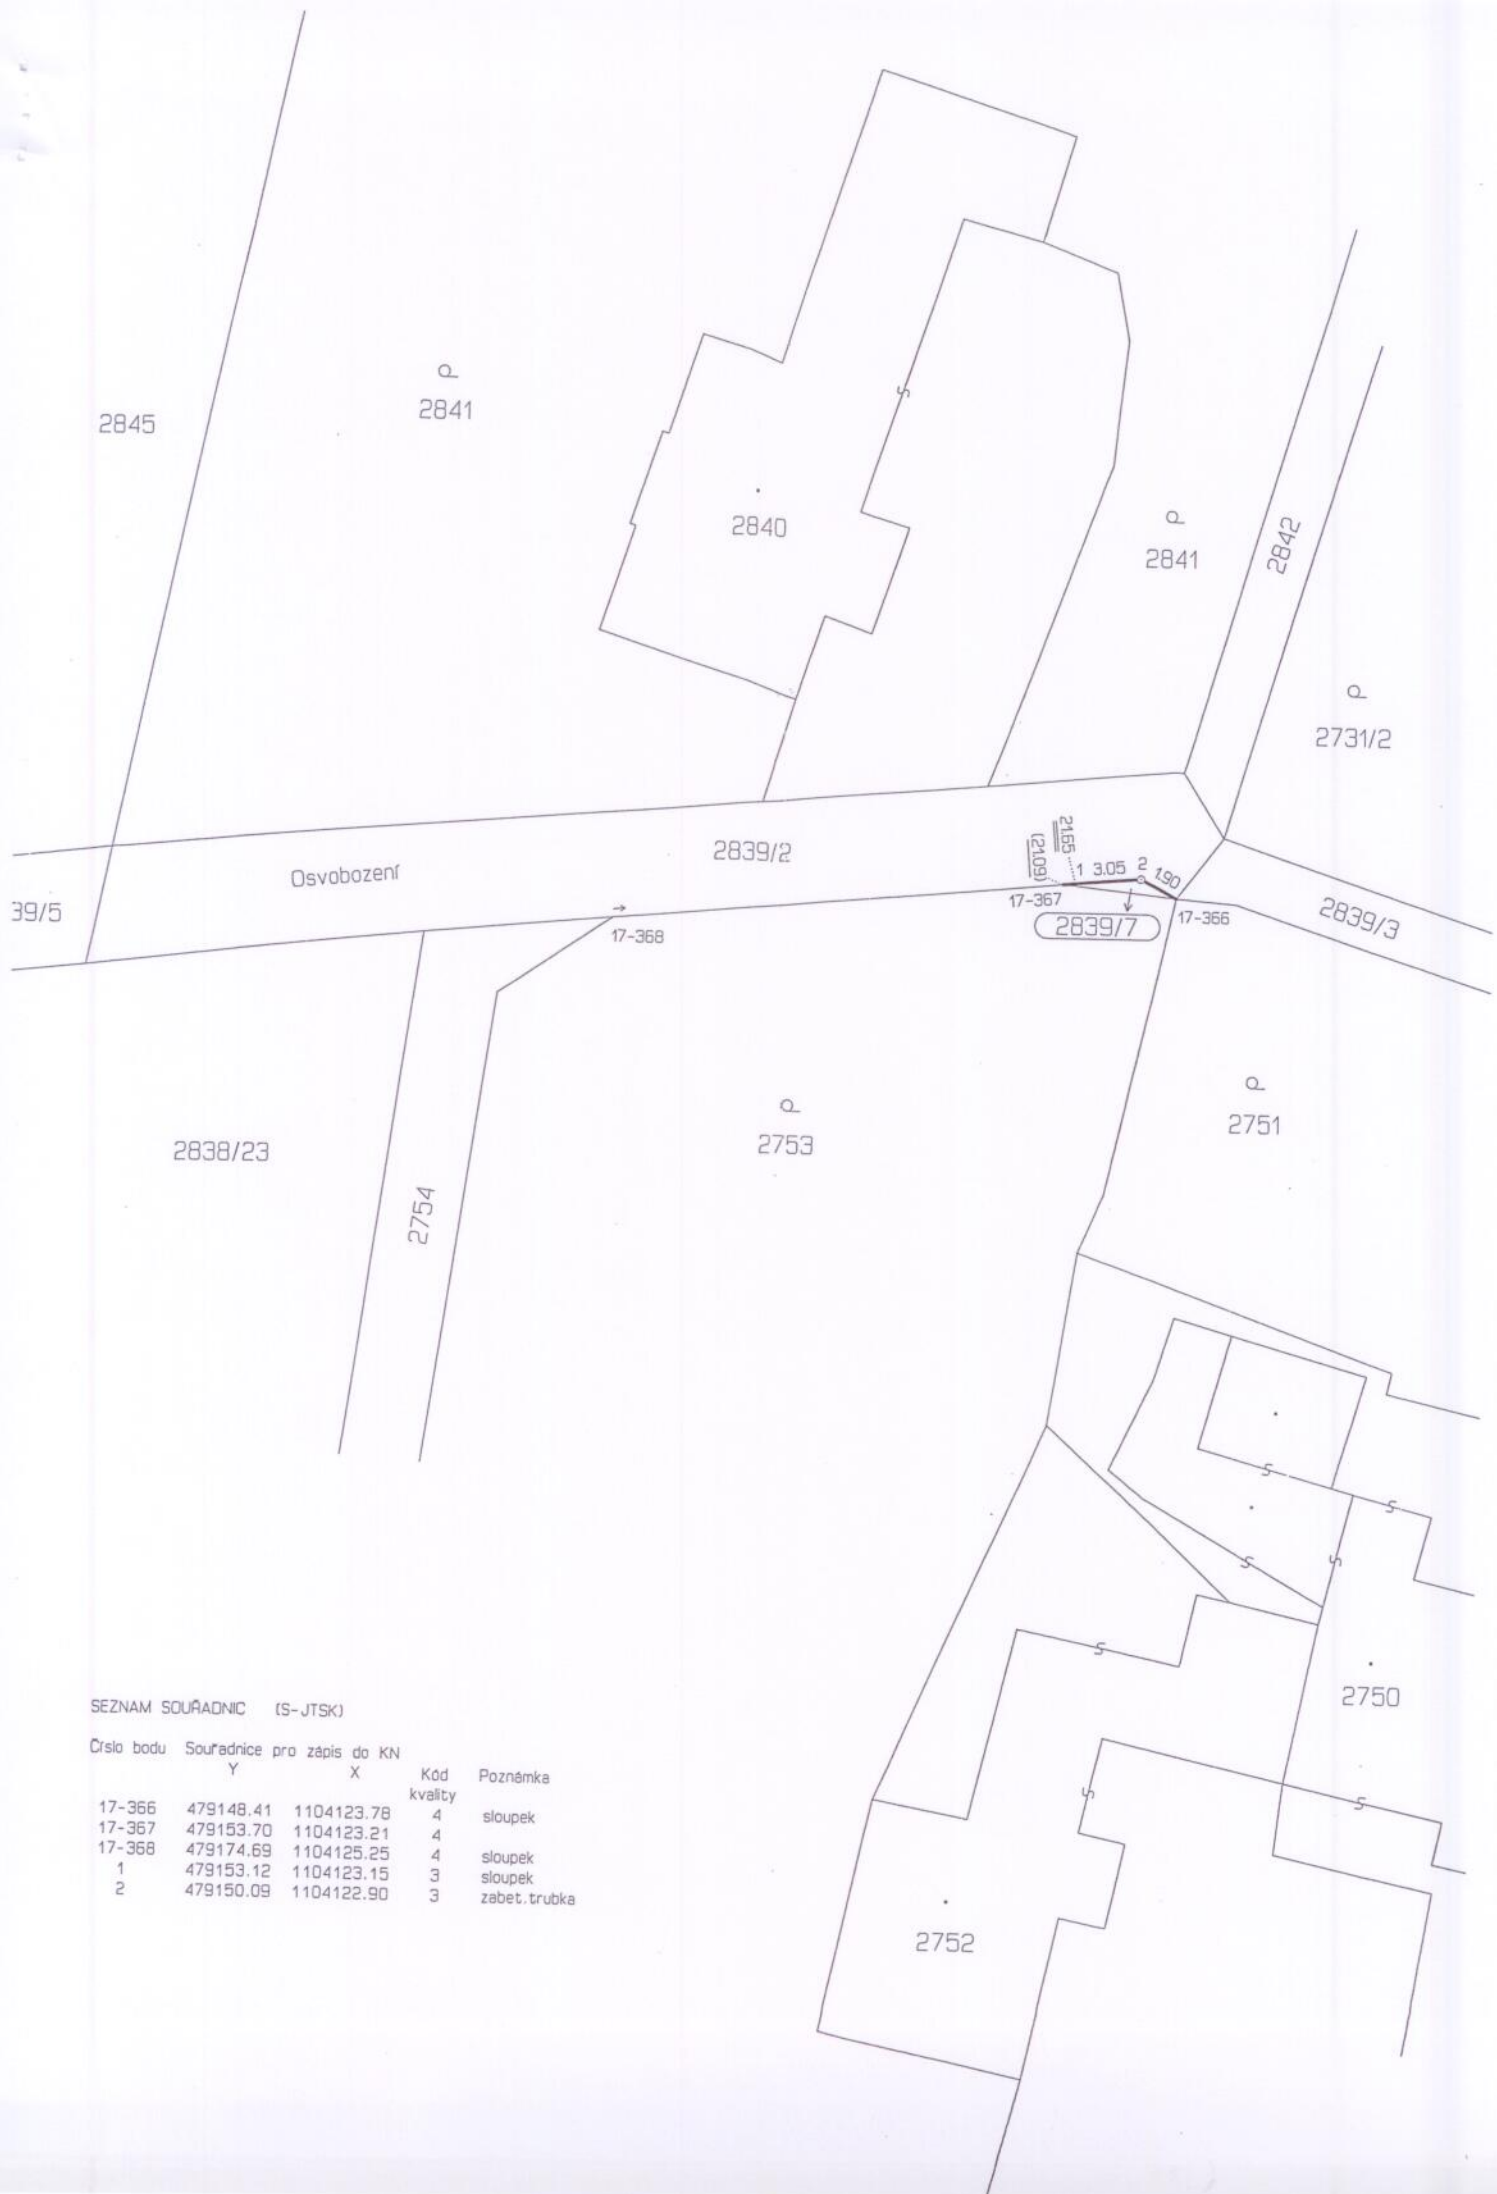 P
2841
2845
S
2840
P
2841
2842
P
2731/2
2839/2
Osvobození
39/5
21.65
(21.09)
1 3.05 2 1.90
17-367
17-366
2839/7
2839/3
17-368
P
2751
P
2753
2838/23
2754
S
S
S
S
S
2750
S
S
2752
SEZNAM SOUŘADNIC (S-JTSK)
Číslo bodu Souřadnice pro zápis do KN
Y X Kód Poznámka
kvality
17-366 479148.41 1104123.78 4 sloupek
17-367 479153.70 1104123.21 4
17-368 479174.69 1104125.25 4 sloupek
1 479153.12 1104123.15 3 sloupek
2 479150.09 1104122.90 3 zabet.trubka